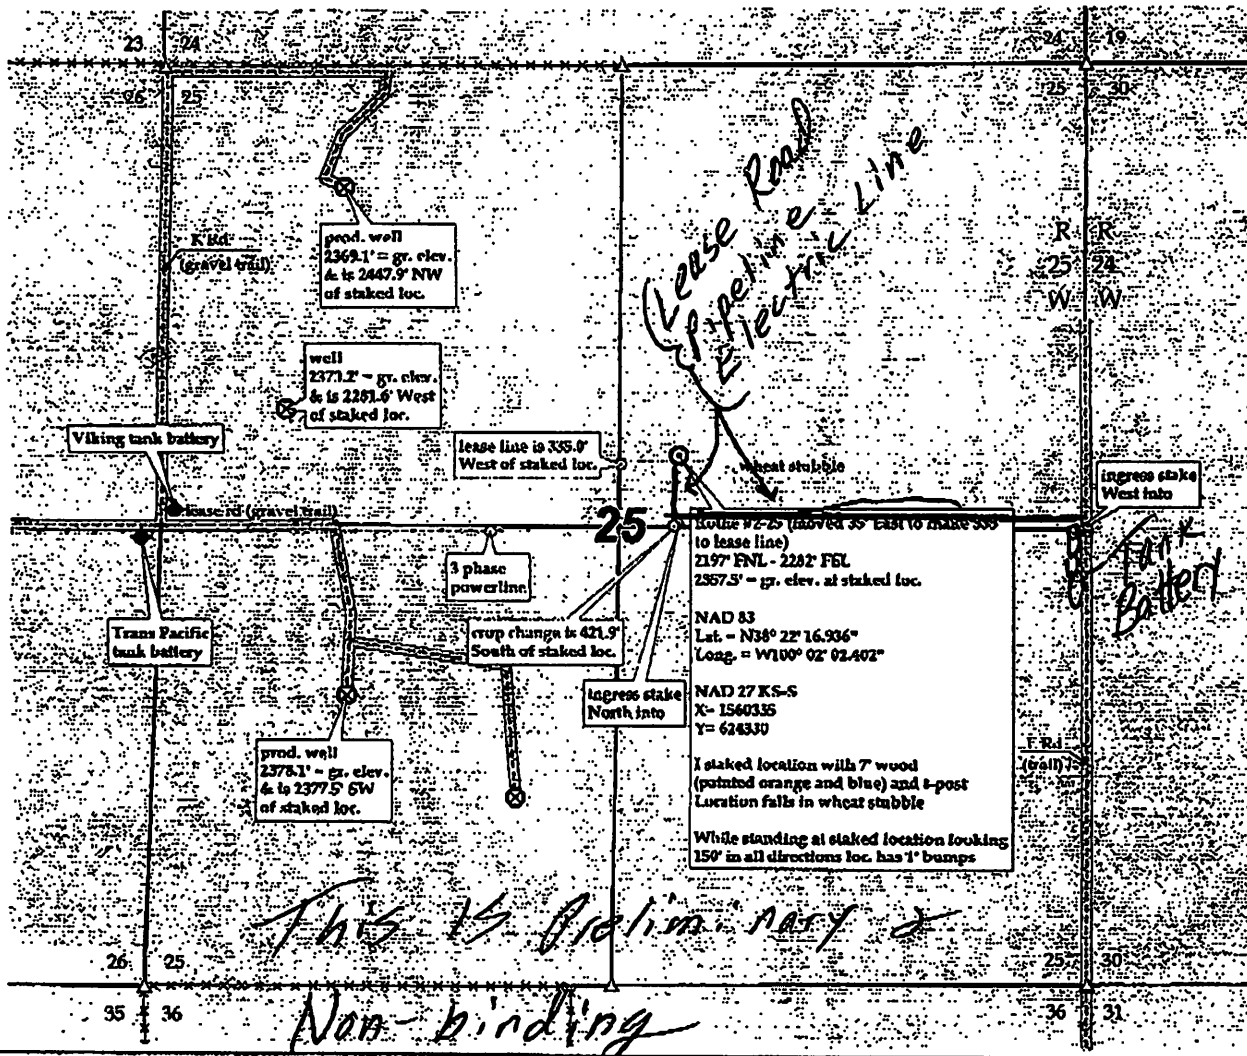 23 24
24 19
26 25
25 30
Lease Road
Pipeline
Electric Line
R R
25 24
W W
K Rd
(gravel trail)
prod. well
2369.1' = gr. elev.
& is 2447.9' NW
of staked loc.
well
2373.2' = gr. elev.
& is 2281.6' West
of staked loc.
Viking tank battery
lease line is 335.0'
West of staked loc.
wheat stubble
ingress stake
West into
lease rd (gravel trail)
25
Tank
Battery
3 phase
powerline
#2-25 (moved 35' East to make 335'
to lease line)
2197' FNL - 2282' FEL
2357.5' = gr. elev. at staked loc.
NAD 83
Lat. = N38° 22' 16.936"
Long. = W100° 02' 02.402"
NAD 27 KS-S
X= 1560335
Y= 624330
I staked location with 7' wood
(painted orange and blue) and t-post
Location falls in wheat stubble
While standing at staked location looking
150' in all directions loc. has 1' bumps
Trans Pacific
tank battery
crop change is 421.9'
South of staked loc.
ingress stake
North into
prod. well
2378.1' = gr. elev.
& is 2377.5' SW
of staked loc.
F Rd
(trail)
This is Preliminary &
Non-binding
26 25
25 30
35 36
36 31